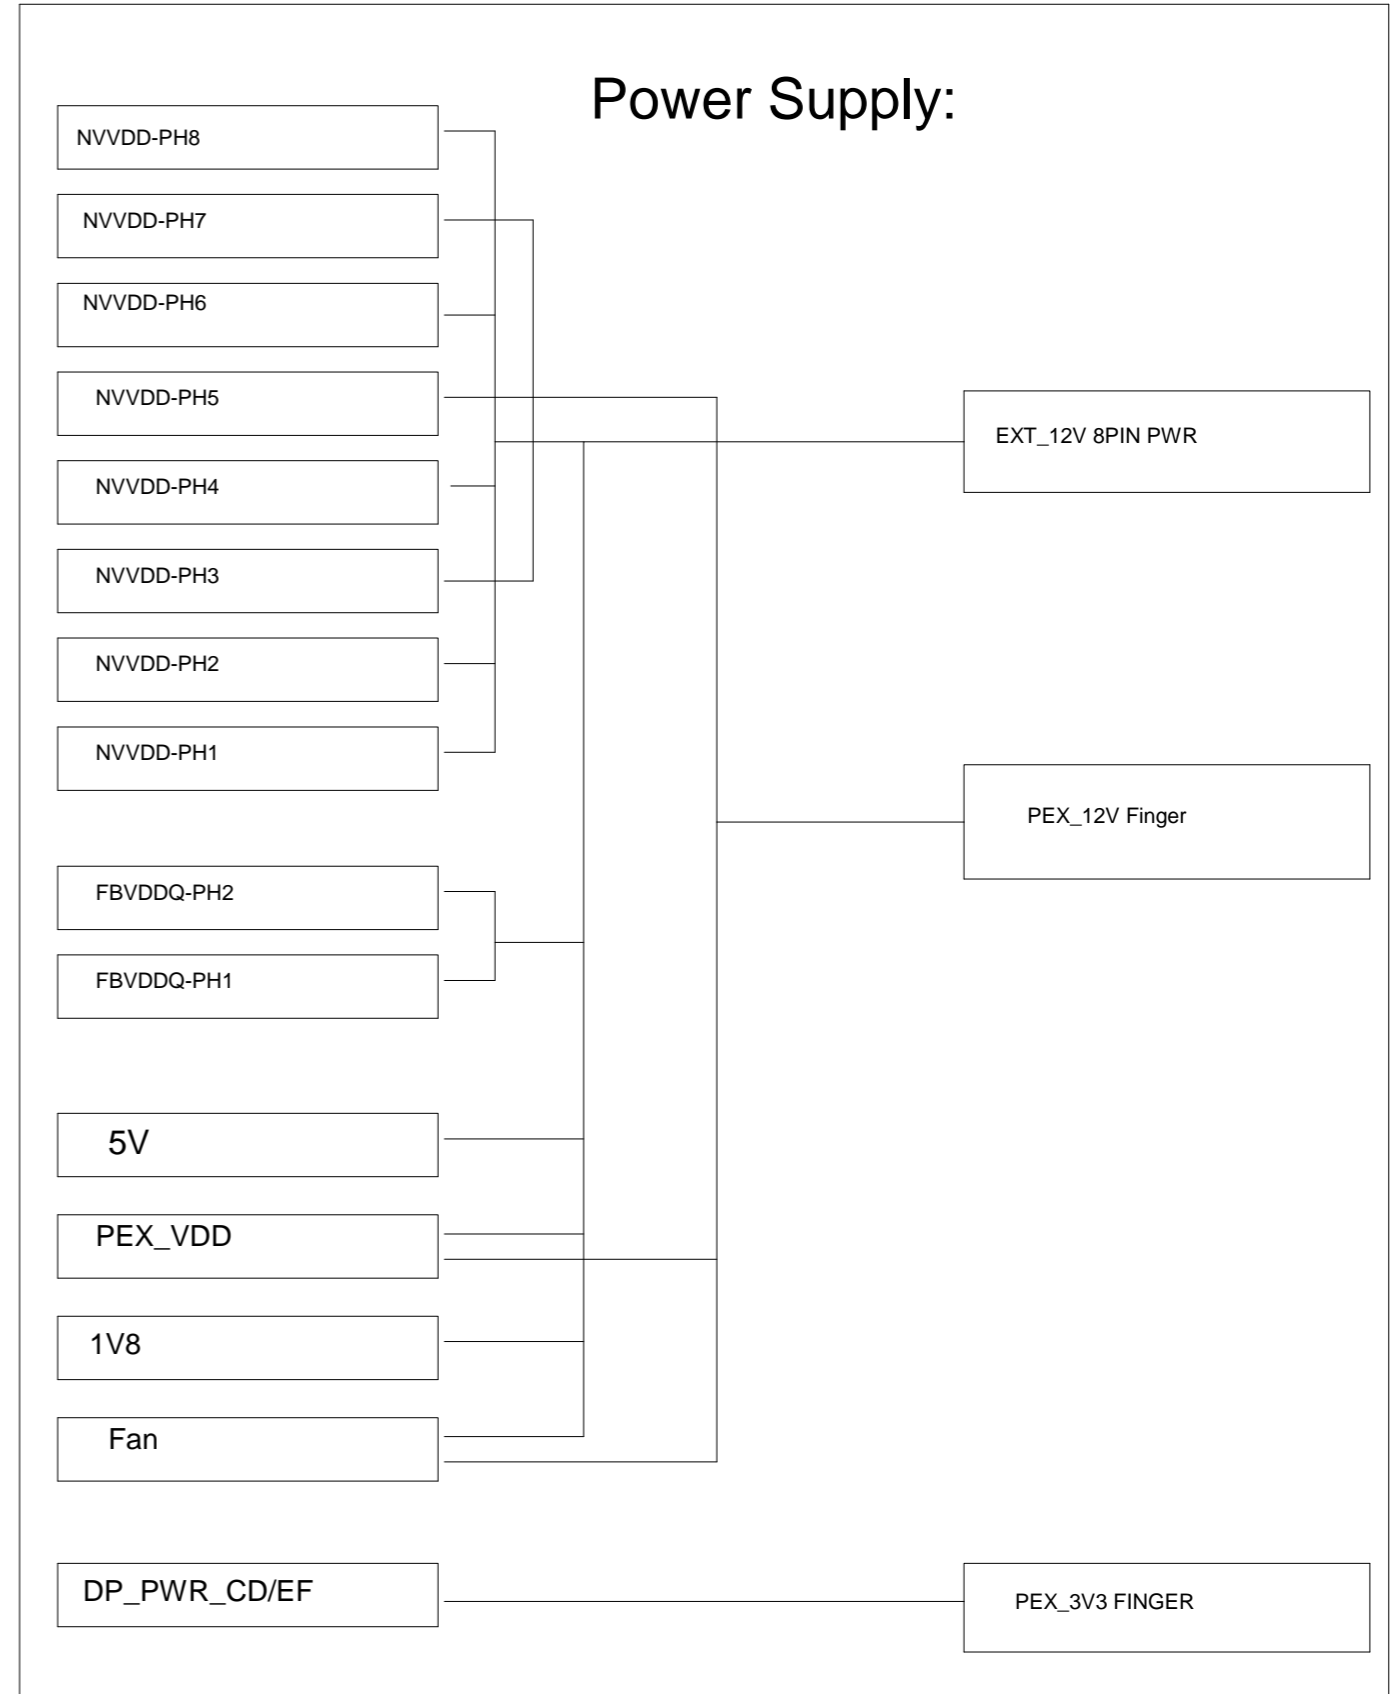 Power Supply:
NVVDD-PH8
NVVDD-PH7
NVVDD-PH6
NVVDD-PH5
EXT_12V 8PIN PWR
NVVDD-PH4
NVVDD-PH3
NVVDD-PH2
NVVDD-PH1
PEX_12V Finger
FBVDDQ-PH2
FBVDDQ-PH1
5V
PEX_VDD
1V8
Fan
DP_PWR_CD/EF
PEX_3V3 FINGER